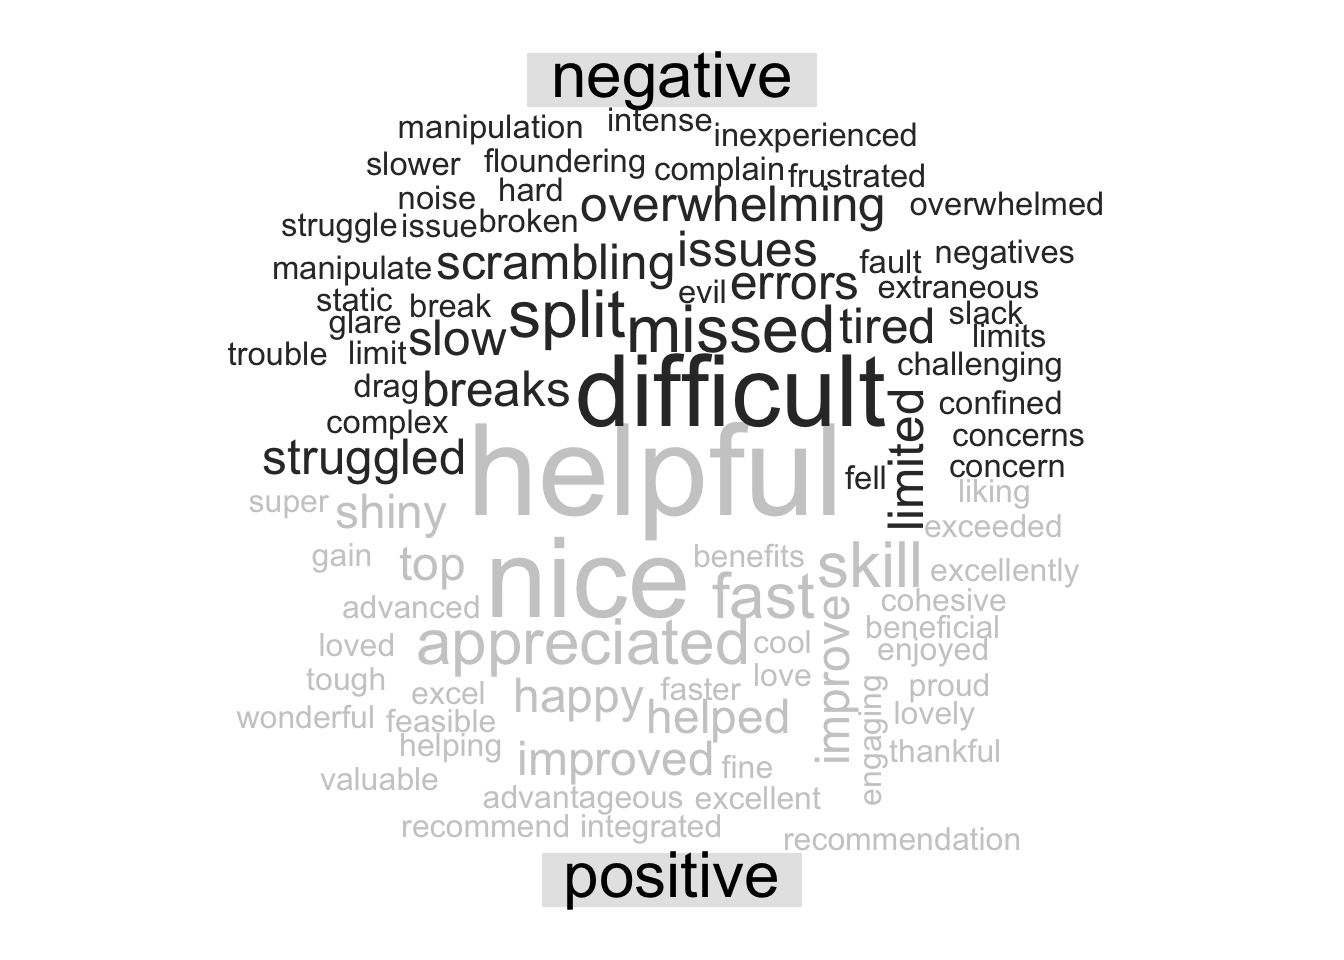 negative
manipulation intense inexperienced
slower floundering complain frustrated
noise hard overwhelming overwhelmed
struggle issue broken
manipulate scrambling issues fault negatives
static break split evil errors extraneous
glare slow missed tired slack
limits
trouble limit difficult challenging
drag breaks limited confined
complex concerns
struggled helpful fell concern
super shiny liking
exceeded
gain top nice benefits skill excellently
advanced fast cohesive
loved appreciated cool improve beneficial
enjoyed
tough excel happy faster love engaging proud
wonderful feasible helped lovely
helping improved fine thankful
valuable advantageous excellent
recommend integrated recommendation
positive